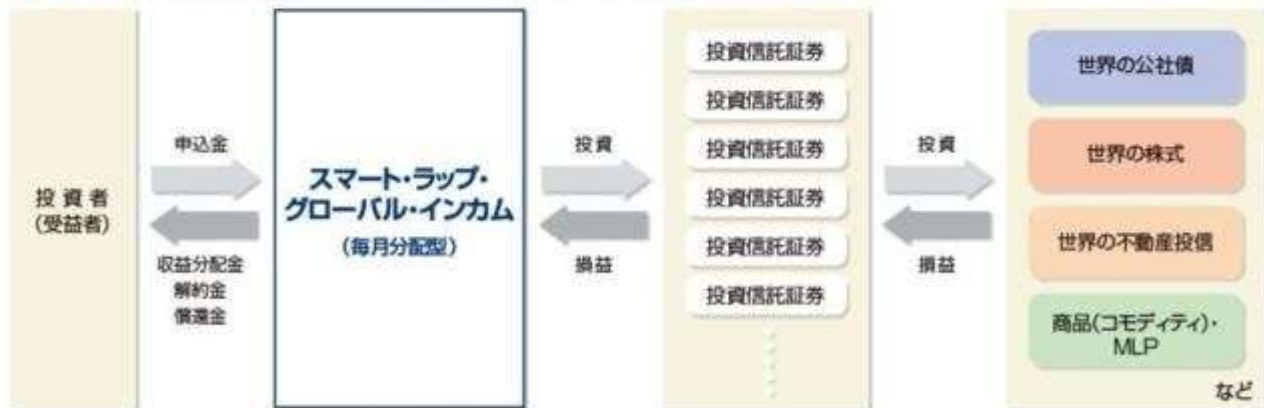 投資者
(受益者)
申込金
収益分配金
解約金
償還金
スマート・ラップ・
グローバル・インカム
(毎月分配型)
投資
損益
投資信託証券
投資信託証券
投資信託証券
投資信託証券
投資信託証券
投資信託証券
投資
損益
世界の公社債
世界の株式
世界の不動産投信
商品(コモディティ)・
MLP
など